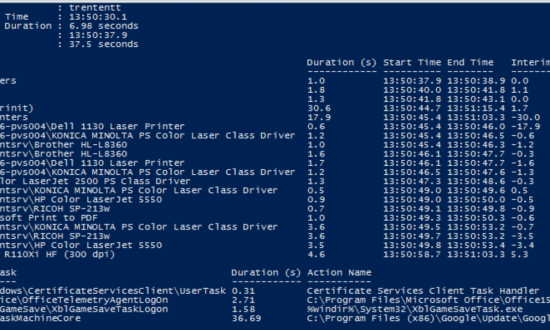 : trententt
Time : 13:50:30.1
Duration : 6.98 seconds
: 13:50:37.9
: 37.5 seconds
Duration (s) Start Time End Time Interim
------------ ---------- -------- -------
ers 1.0 13:50:37.9 13:50:38.9 0.0
1.8 13:50:40.0 13:50:41.8 1.1
1.3 13:50:41.8 13:50:43.1 0.0
rinit) 30.6 13:50:44.7 13:51:15.4 1.7
nters 17.9 13:50:45.4 13:51:03.3 -30.0
6-pvs004\Dell 1130 Laser Printer 0.6 13:50:45.4 13:50:46.0 -17.9
6-pvs004\KONICA MINOLTA PS Color Laser Class Driver 1.2 13:50:45.4 13:50:46.5 -0.6
ntsrv\Brother HL-L8360 1.0 13:50:45.4 13:50:46.3 -1.2
ntsrv\Brother HL-L8360 1.6 13:50:46.1 13:50:47.7 -0.3
6-pvs004\Dell 1130 Laser Printer 1.7 13:50:46.1 13:50:47.7 -1.6
6-pvs004\KONICA MINOLTA PS Color Laser Class Driver 1.2 13:50:46.5 13:50:47.6 -1.3
olor LaserJet 2500 PS Class Driver 1.3 13:50:47.3 13:50:48.6 -0.3
ntsrv\KONICA MINOLTA PS Color Laser Class Driver 0.5 13:50:49.0 13:50:49.6 0.5
ntsrv\HP Color LaserJet 5550 0.9 13:50:49.0 13:50:50.0 -0.5
ntsrv\RICOH SP-213w 0.7 13:50:49.1 13:50:49.8 -0.9
soft Print to PDF 1.0 13:50:49.3 13:50:50.3 -0.6
ntsrv\KONICA MINOLTA PS Color Laser Class Driver 3.6 13:50:49.5 13:50:53.2 -0.7
ntsrv\RICOH SP-213w 3.6 13:50:49.7 13:50:53.2 -3.5
ntsrv\HP Color LaserJet 5550 3.5 13:50:49.8 13:50:53.4 -3.4
R110Xi HF (300 dpi) 4.6 13:50:58.7 13:51:03.3 5.3
ask Duration (s) Action Name
--- ------------ -----------
dows\CertificateServicesClient\UserTask 0.31 Certificate Services Client Task Handler
ice\OfficeTelemetryAgentLogOn 2.71 C:\Program Files\Microsoft Office\Office15
GameSave\XblGameSaveTaskLogon 1.58 %windir%\System32\XblGameSaveTask.exe
askMachineCore 36.69 C:\Program Files (x86)\Google\Update\Googl